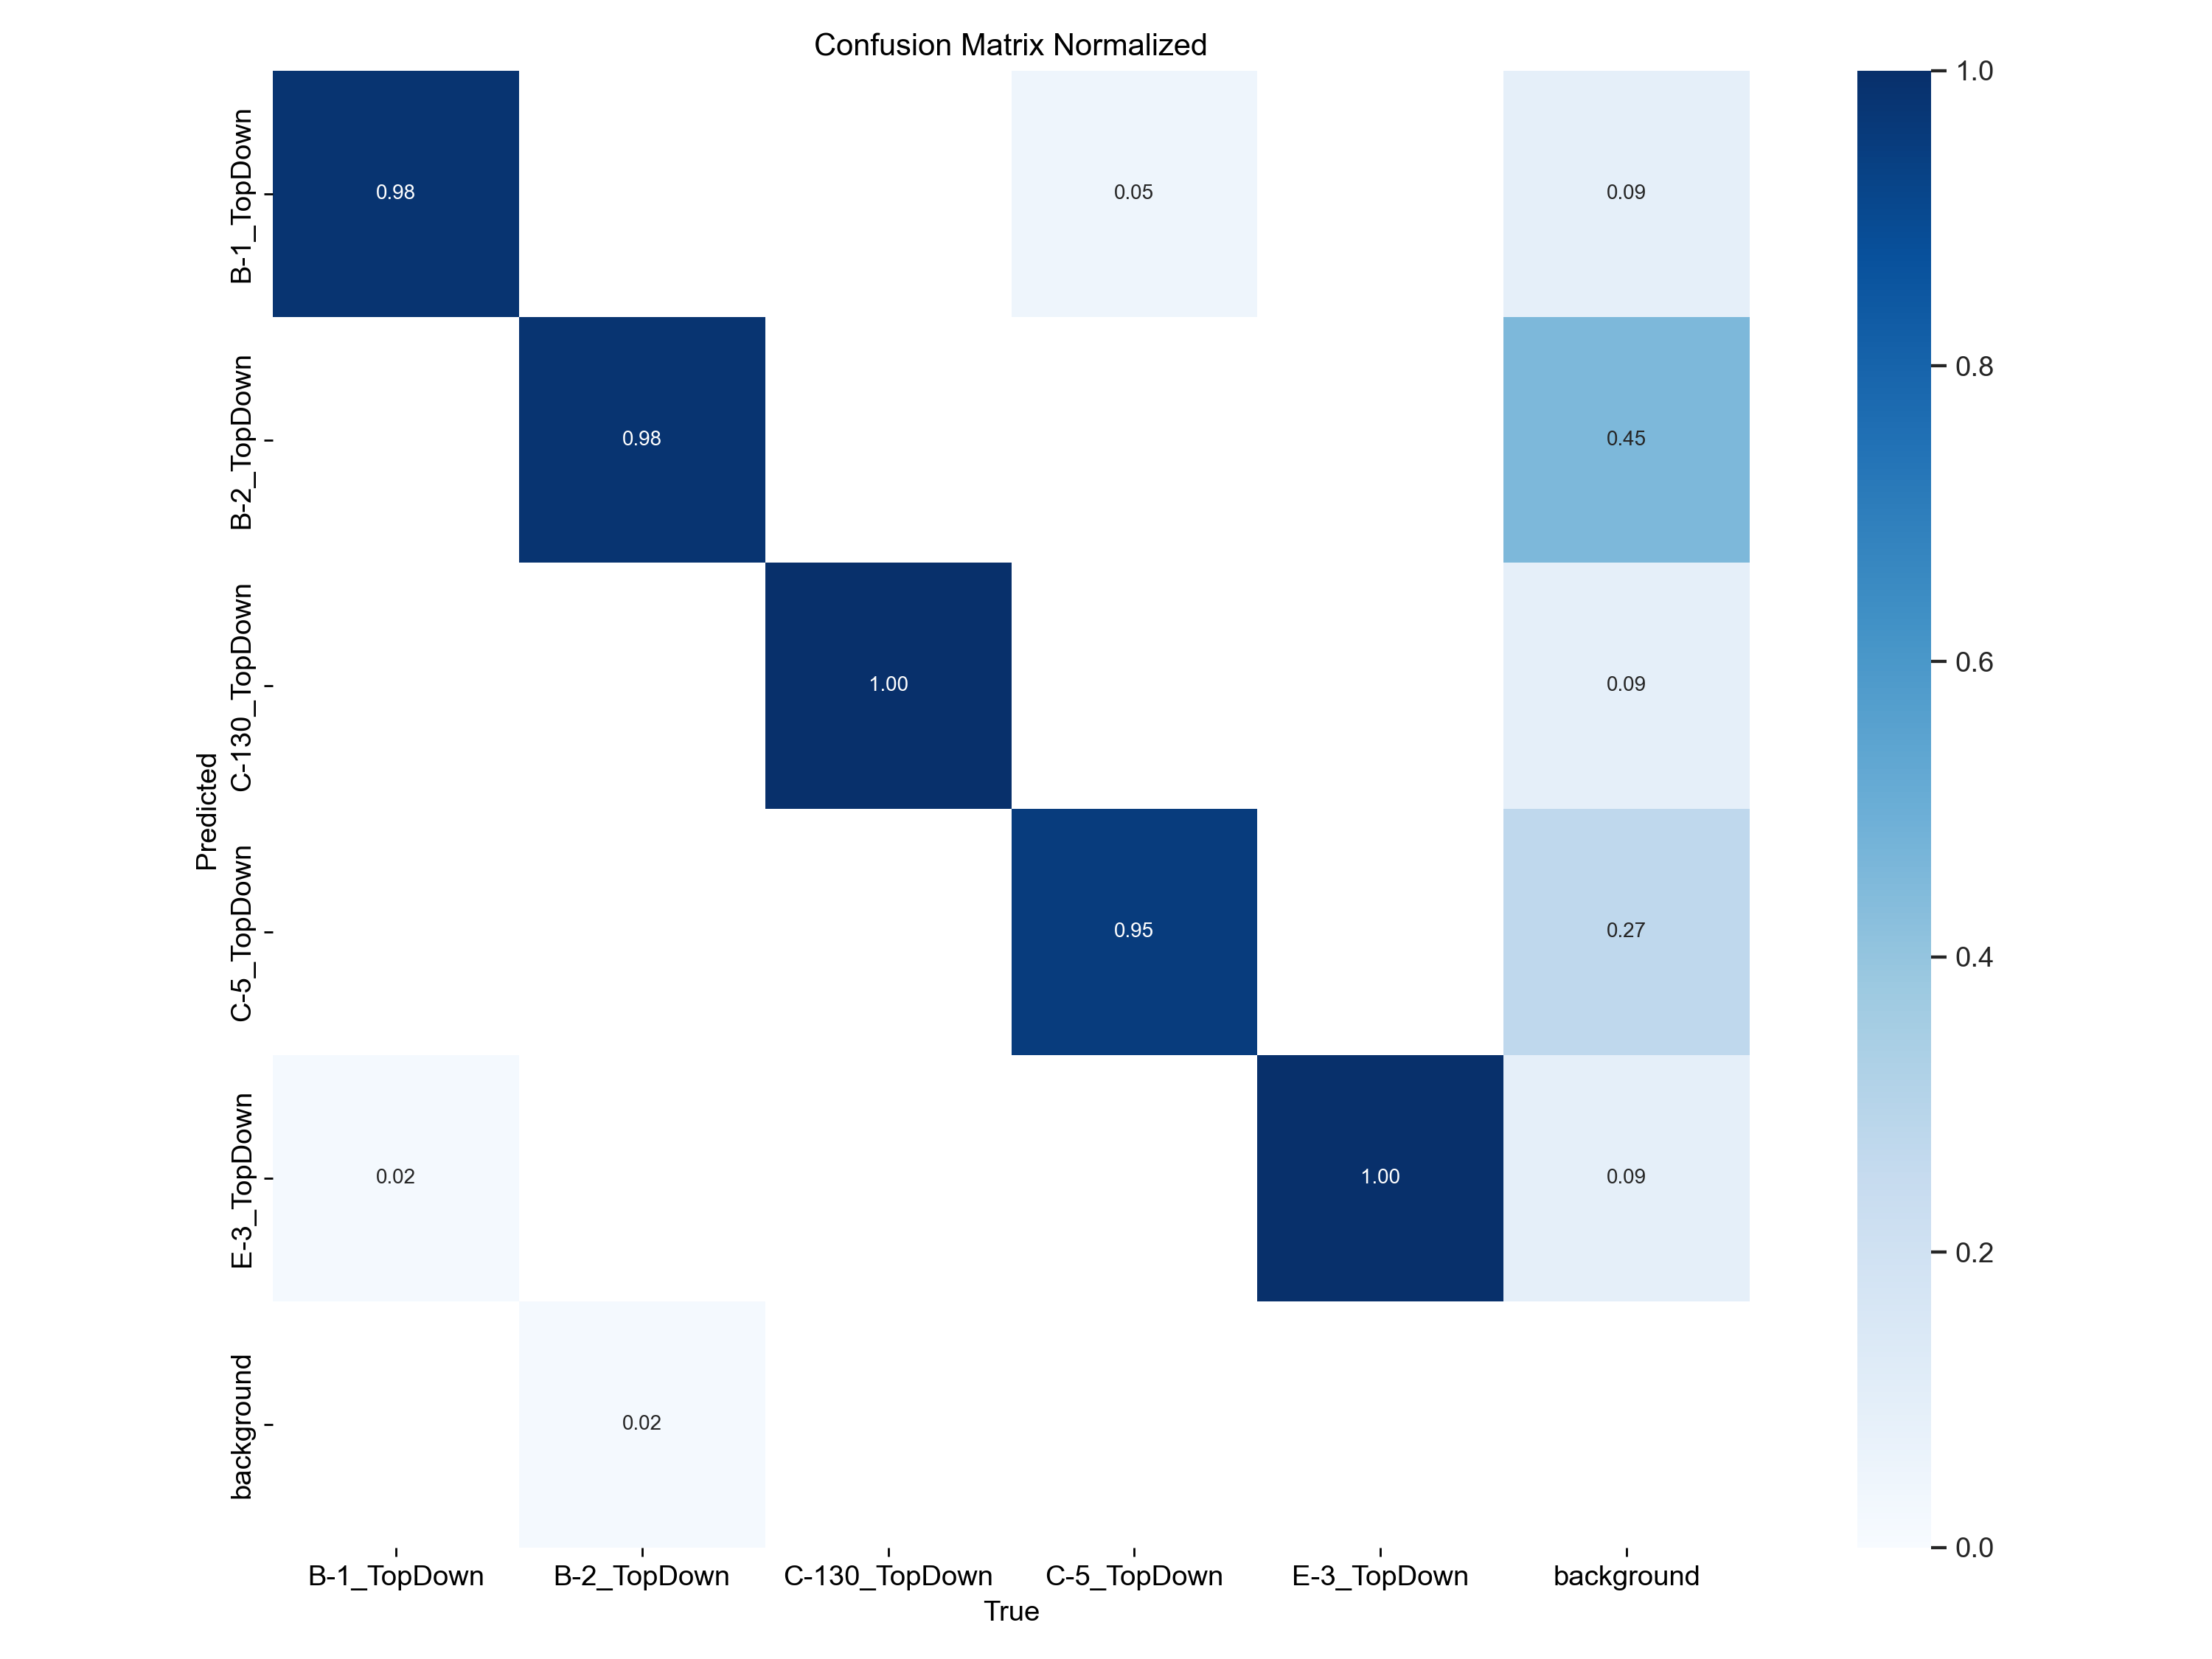 Confusion Matrix Normalized
Predicted
B-1_TopDown
0.98
0.05
0.09
B-2_TopDown
0.98
0.45
C-130_TopDown
1.00
0.09
C-5_TopDown
0.95
0.27
E-3_TopDown
0.02
1.00
0.09
background
0.02
B-1_TopDown
B-2_TopDown
C-130_TopDown
C-5_TopDown
E-3_TopDown
background
True
1.0
0.8
0.6
0.4
0.2
0.0